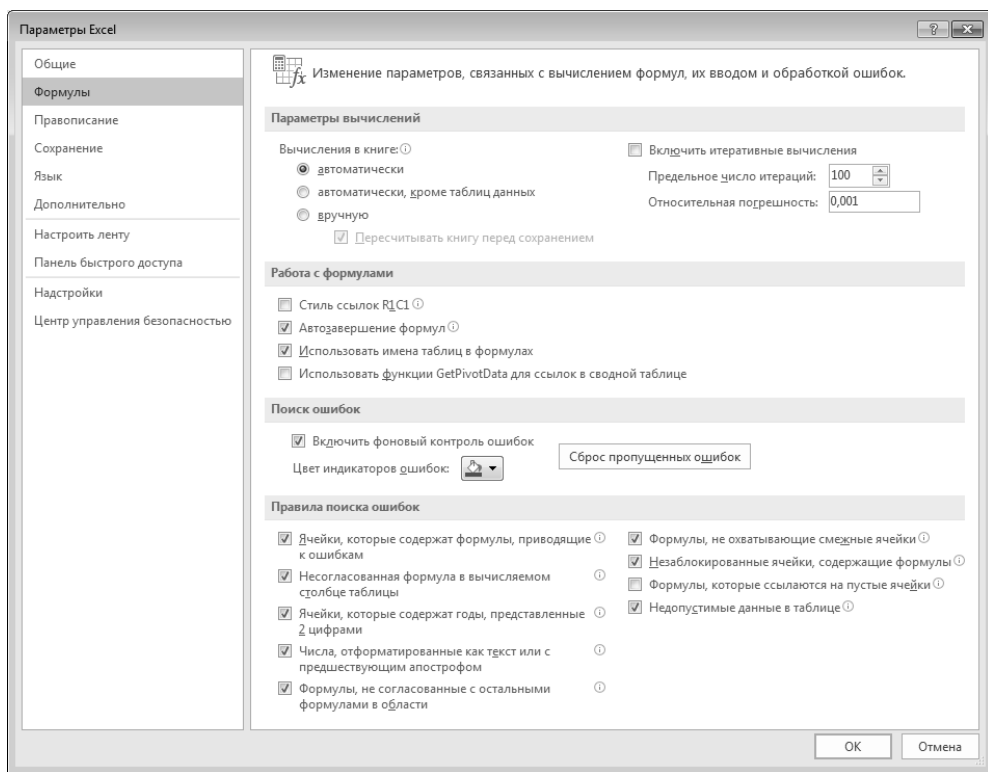 Параметры Excel
Общие
Формулы
Правописание
Сохранение
Язык
Дополнительно
Настроить ленту
Панель быстрого доступа
Надстройки
Центр управления безопасностью
Изменение параметров, связанных с вычислением формул, их вводом и обработкой ошибок.
Параметры вычислений
Вычисления в книге:
автоматически
автоматически, кроме таблиц данных
вручную
Пересчитывать книгу перед сохранением
Включить итеративные вычисления
Предельное число итераций: 100
Относительная погрешность: 0,001
Работа с формулами
Стиль ссылок R1C1
Автозавершение формул
Использовать имена таблиц в формулах
Использовать функции GetPivotData для ссылок в сводной таблице
Поиск ошибок
Включить фоновый контроль ошибок
Цвет индикаторов ошибок:
Сброс пропущенных ошибок
Правила поиска ошибок
Ячейки, которые содержат формулы, приводящие
к ошибкам
Несогласованная формула в вычисляемом
столбце таблицы
Ячейки, которые содержат годы, представленные
2 цифрами
Числа, отформатированные как текст или с
предшествующим апострофом
Формулы, не согласованные с остальными
формулами в области
Формулы, не охватывающие смежные ячейки
Незаблокированные ячейки, содержащие формулы
Формулы, которые ссылаются на пустые ячейки
Недопустимые данные в таблице
ОК
Отмена